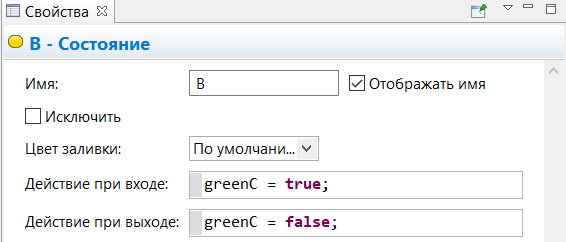 Свойства
B - Состояние
Имя: B Отображать имя
Исключить
Цвет заливки: По умолчани...
Действие при входе: greenC = true;
Действие при выходе: greenC = false;